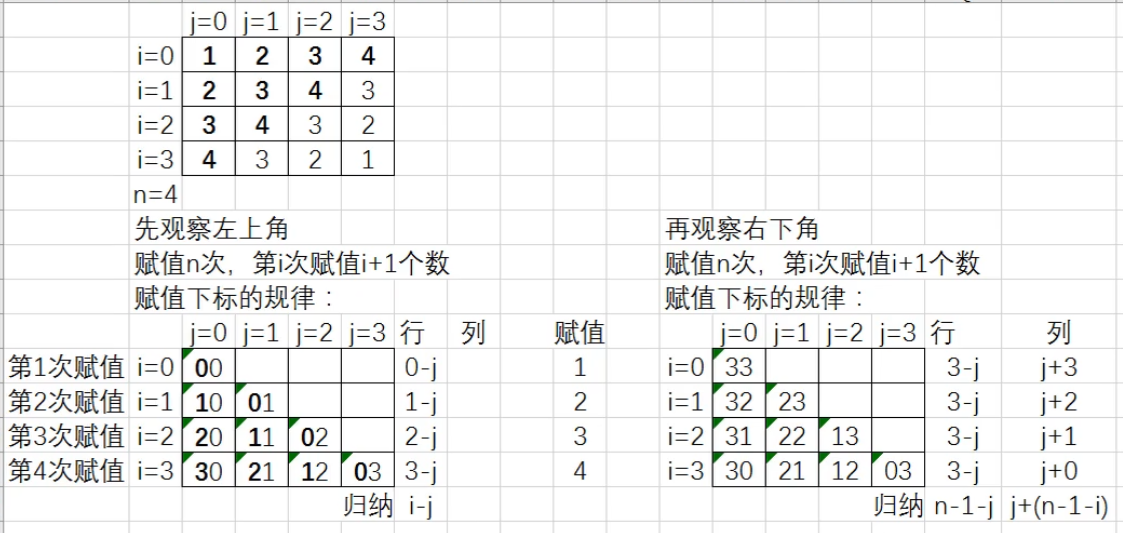 j=0 j=1 j=2 j=3
i=0 1 2 3 4
i=1 2 3 4 3
i=2 3 4 3 2
i=3 4 3 2 1
n=4
先观察左上角 再观察右下角
赋值n次，第i次赋值i+1个数 赋值n次，第i次赋值i+1个数
赋值下标的规律： 赋值下标的规律：
j=0 j=1 j=2 j=3 行 列 赋值 j=0 j=1 j=2 j=3 行 列
第1次赋值 i=0 00 0-j 1 i=0 33 3-j j+3
第2次赋值 i=1 10 01 1-j 2 i=1 32 23 3-j j+2
第3次赋值 i=2 20 11 02 2-j 3 i=2 31 22 13 3-j j+1
第4次赋值 i=3 30 21 12 03 3-j 4 i=3 30 21 12 03 3-j j+0
归纳 i-j 归纳 n-1-j j+(n-1-i)